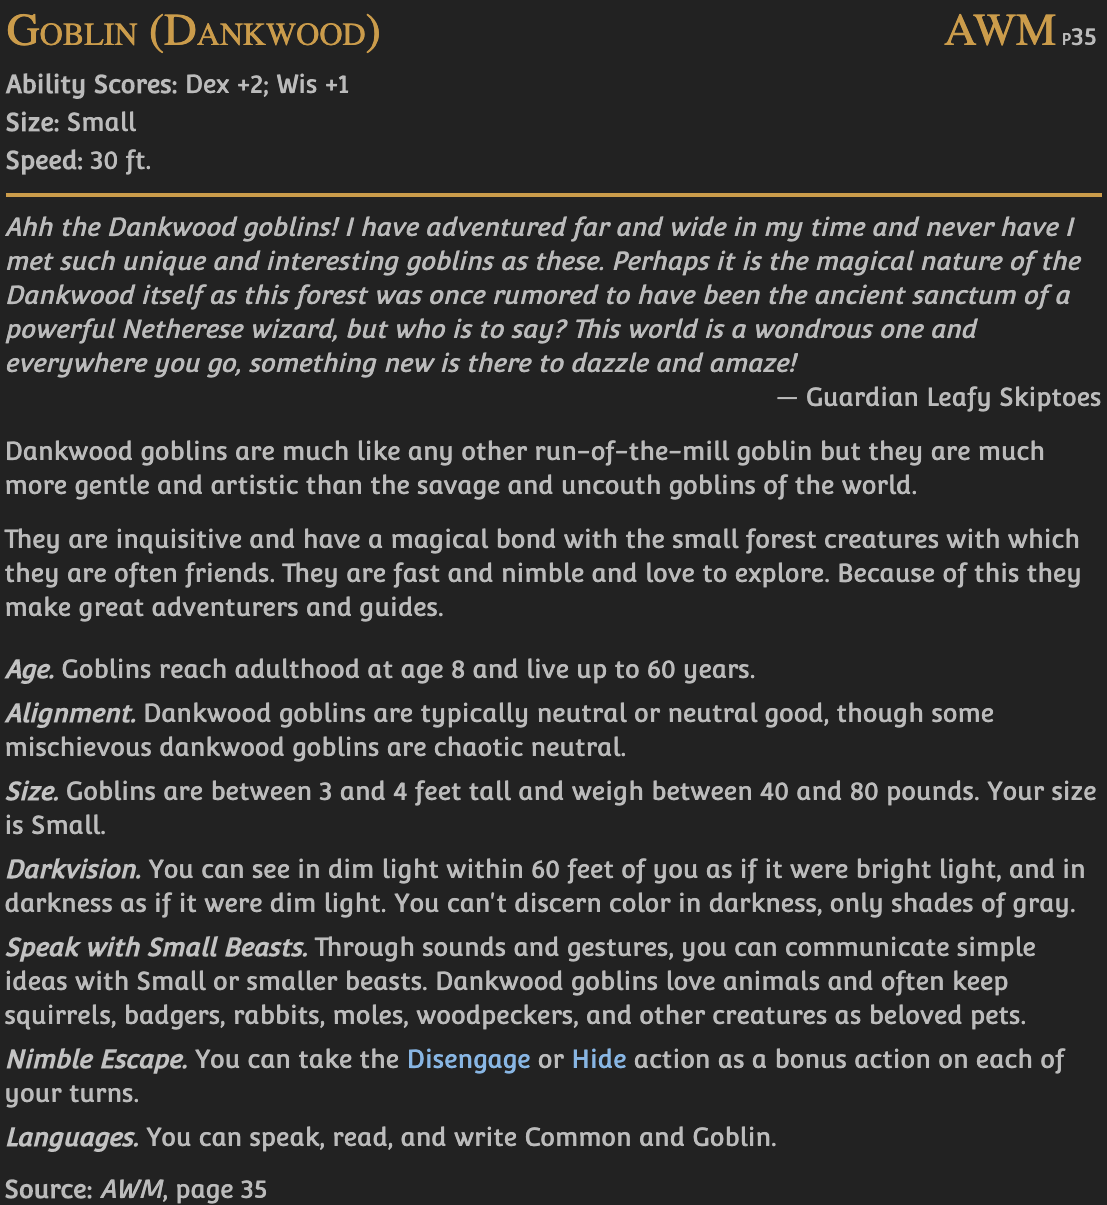 Goblin (Dankwood) AWM p35
Ability Scores: Dex +2; Wis +1
Size: Small
Speed: 30 ft.
Ahh the Dankwood goblins! I have adventured far and wide in my time and never have I
met such unique and interesting goblins as these. Perhaps it is the magical nature of the
Dankwood itself as this forest was once rumored to have been the ancient sanctum of a
powerful Netherese wizard, but who is to say? This world is a wondrous one and
everywhere you go, something new is there to dazzle and amaze!
— Guardian Leafy Skiptoes
Dankwood goblins are much like any other run-of-the-mill goblin but they are much
more gentle and artistic than the savage and uncouth goblins of the world.
They are inquisitive and have a magical bond with the small forest creatures with which
they are often friends. They are fast and nimble and love to explore. Because of this they
make great adventurers and guides.
Age. Goblins reach adulthood at age 8 and live up to 60 years.
Alignment. Dankwood goblins are typically neutral or neutral good, though some
mischievous dankwood goblins are chaotic neutral.
Size. Goblins are between 3 and 4 feet tall and weigh between 40 and 80 pounds. Your size
is Small.
Darkvision. You can see in dim light within 60 feet of you as if it were bright light, and in
darkness as if it were dim light. You can't discern color in darkness, only shades of gray.
Speak with Small Beasts. Through sounds and gestures, you can communicate simple
ideas with Small or smaller beasts. Dankwood goblins love animals and often keep
squirrels, badgers, rabbits, moles, woodpeckers, and other creatures as beloved pets.
Nimble Escape. You can take the Disengage or Hide action as a bonus action on each of
your turns.
Languages. You can speak, read, and write Common and Goblin.
Source: AWM, page 35